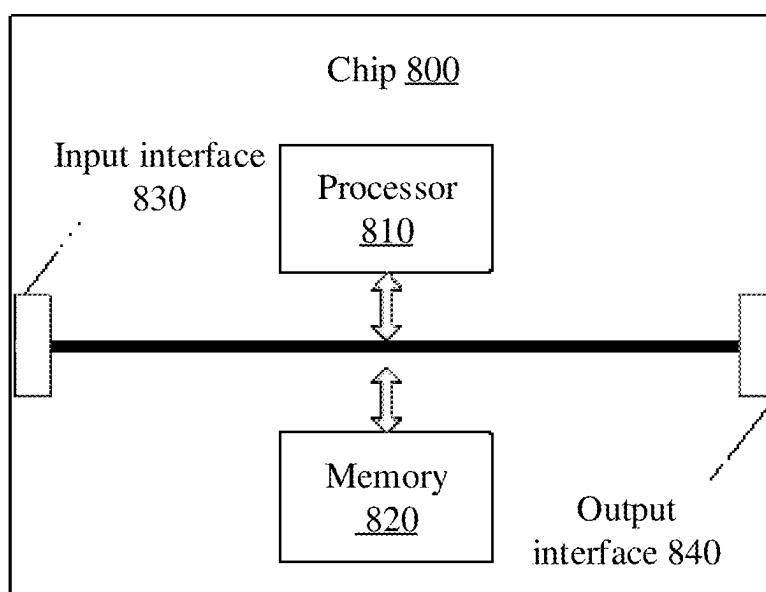 Chip 800
Input interface
830
Processor
810
Memory
820
Output
interface 840